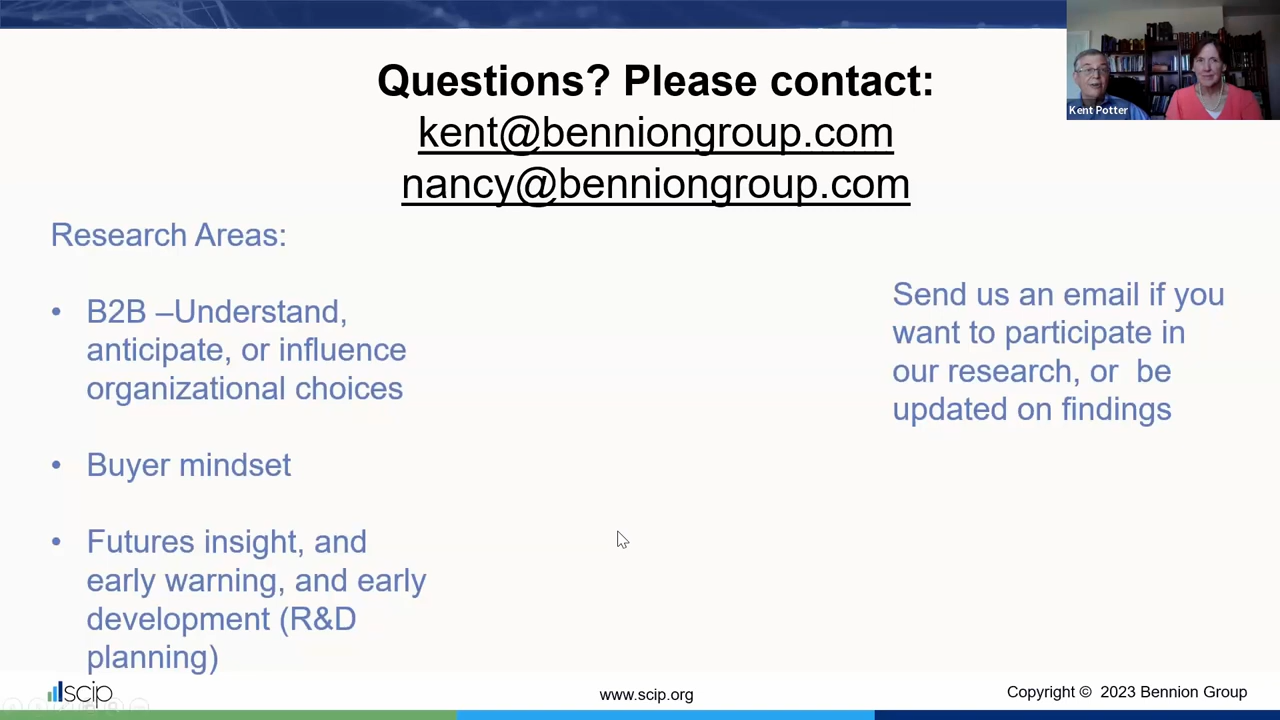 Questions? Please contact:
kent@benniongroup.com
nancy@benniongroup.com
Kent Potter
Research Areas:
• B2B –Understand,
anticipate, or influence
organizational choices
• Buyer mindset
• Futures insight, and
early warning, and early
development (R&D
planning)
Send us an email if you
want to participate in
our research, or  be
updated on findings
scip
www.scip.org
Copyright ©  2023 Bennion Group